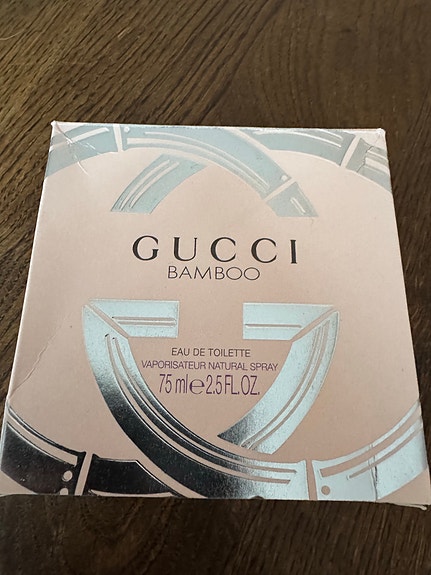 GUCCI
BAMBOO
EAU DE TOILETTE
VAPORISATEUR NATURAL SPRAY
75 ml ℮ 2.5 FL.OZ.